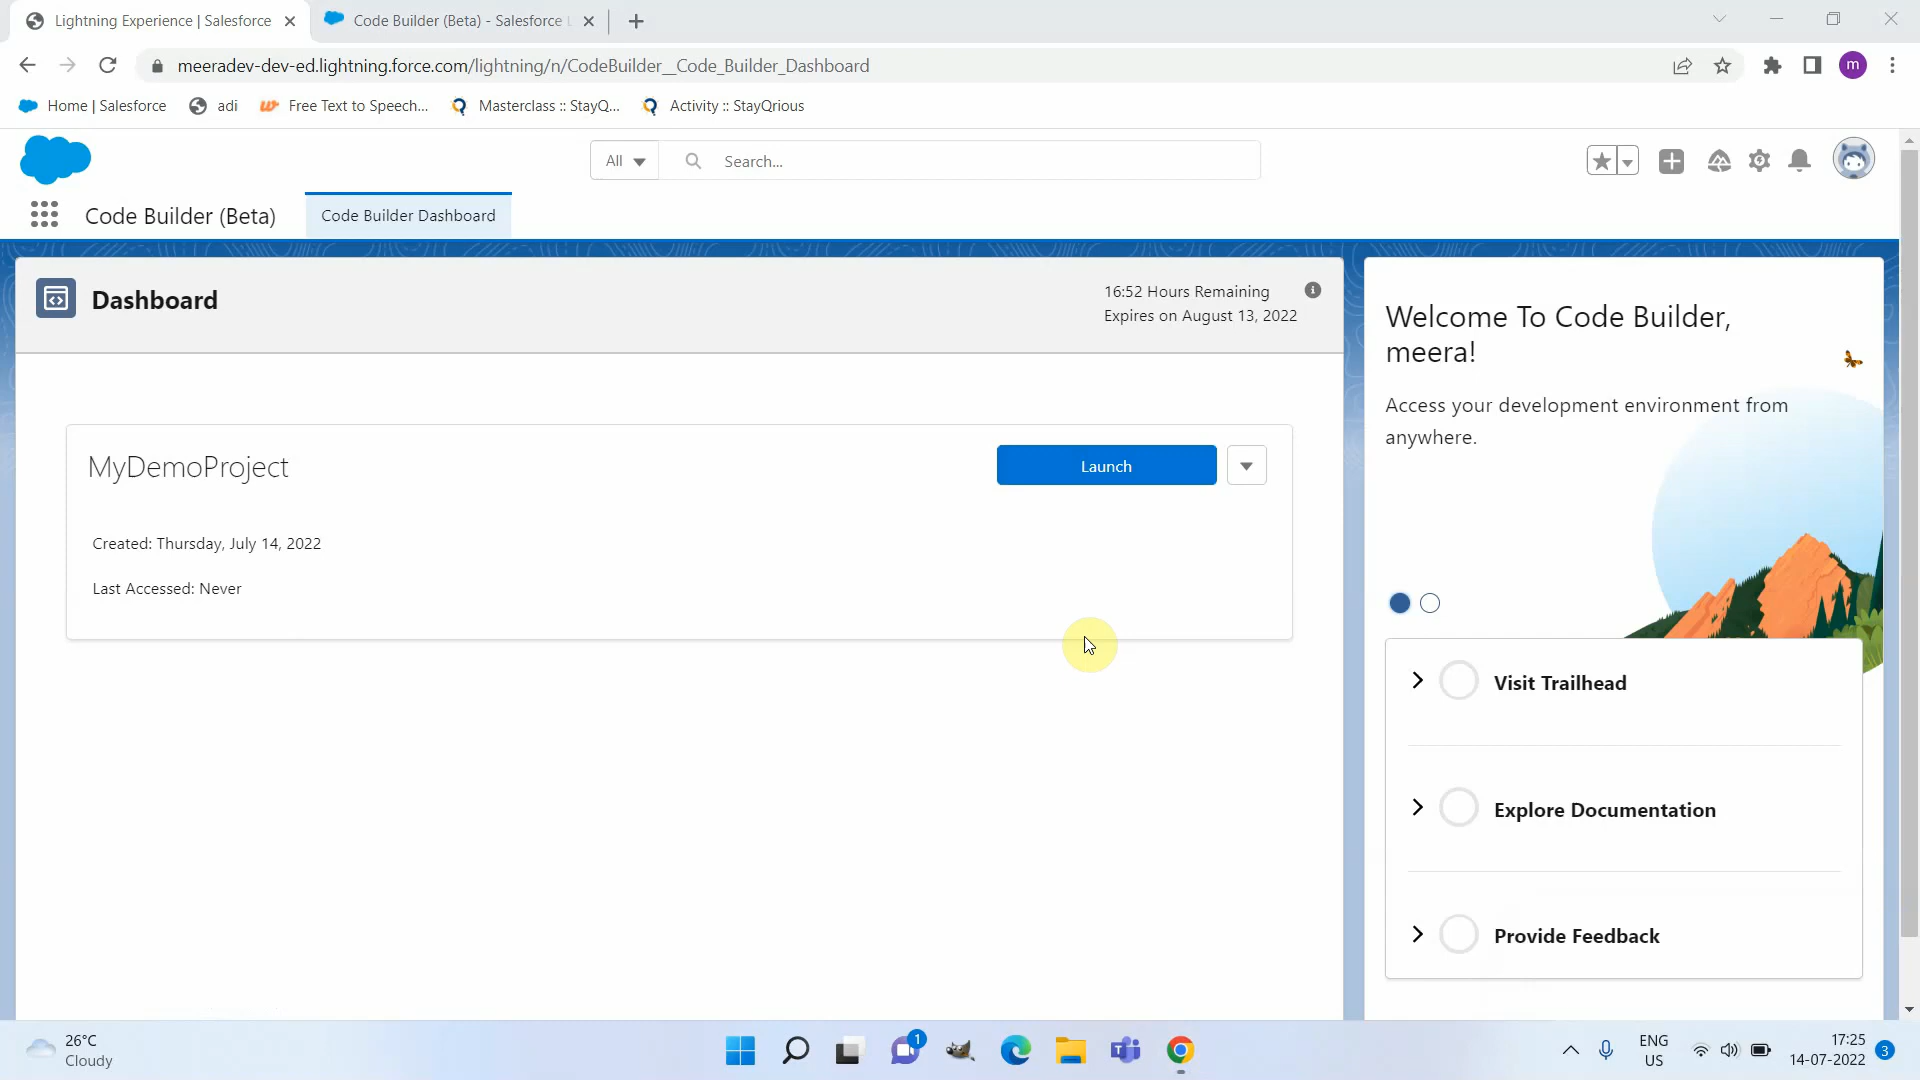 Lightning Experience | Salesforce
Code Builder (Beta) - Salesforce
meeradev-dev-ed.lightning.force.com/lightning/n/CodeBuilder__Code_Builder_Dashboard
m
Home | Salesforce
adi
Free Text to Speech...
Masterclass :: StayQ...
Activity :: StayQrious
All
Search...
Code Builder (Beta)
Code Builder Dashboard
Dashboard
16:52 Hours Remaining
Expires on August 13, 2022
MyDemoProject
Launch
Created: Thursday, July 14, 2022
Last Accessed: Never
Welcome To Code Builder,
meera!
Access your development environment from
anywhere.
Visit Trailhead
Explore Documentation
Provide Feedback
26°C
Cloudy
1
ENG
US
17:25
14-07-2022
3